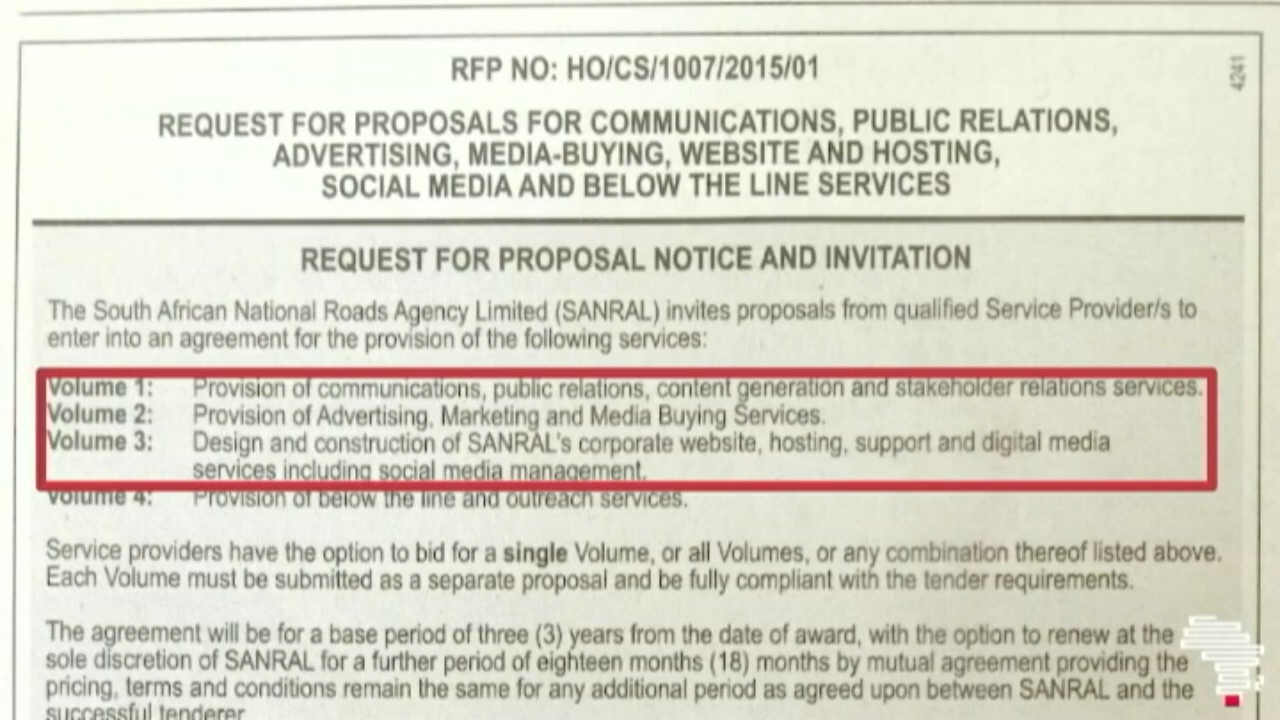 RFP NO: HO/CS/1007/2015/01
4241
REQUEST FOR PROPOSALS FOR COMMUNICATIONS, PUBLIC RELATIONS,
ADVERTISING, MEDIA-BUYING, WEBSITE AND HOSTING,
SOCIAL MEDIA AND BELOW THE LINE SERVICES
REQUEST FOR PROPOSAL NOTICE AND INVITATION
The South African National Roads Agency Limited (SANRAL) invites proposals from qualified Service Provider/s to
enter into an agreement for the provision of the following services:
Volume 1: Provision of communications, public relations, content generation and stakeholder relations services.
Volume 2: Provision of Advertising, Marketing and Media Buying Services.
Volume 3: Design and construction of SANRAL's corporate website, hosting, support and digital media
services including social media management.
Volume 4: Provision of below the line and outreach services.
Service providers have the option to bid for a single Volume, or all Volumes, or any combination thereof listed above.
Each Volume must be submitted as a separate proposal and be fully compliant with the tender requirements.
The agreement will be for a base period of three (3) years from the date of award, with the option to renew at the
sole discretion of SANRAL for a further period of eighteen months (18) months by mutual agreement providing the
pricing, terms and conditions remain the same for any additional period as agreed upon between SANRAL and the
successful tenderer